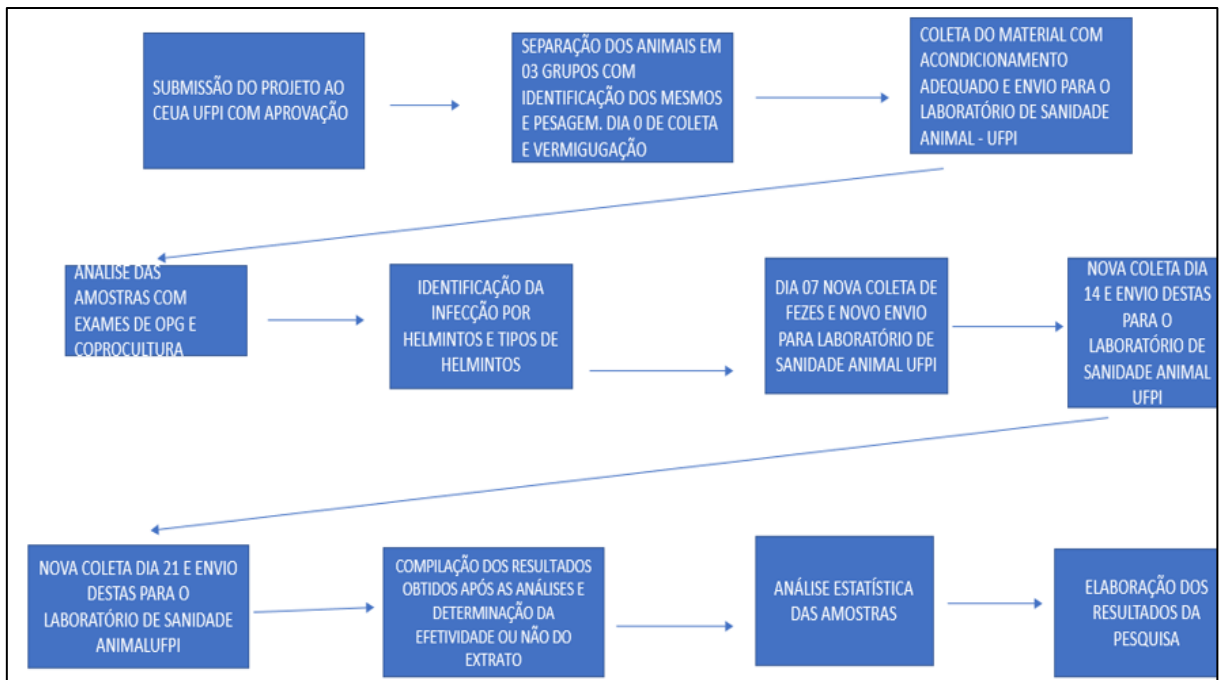 SUBMISSÃO DO PROJETO AO
CEUA UFPI COM APROVAÇÃO
SEPARAÇÃO DOS ANIMAIS EM
03 GRUPOS COM
IDENTIFICAÇÃO DOS MESMOS
E PESAGEM. DIA 0 DE COLETA
E VERMIGUGAÇÃO
COLETA DO MATERIAL COM
ACONDICIONAMENTO
ADEQUADO E ENVIO PARA O
LABORATÓRIO DE SANIDADE
ANIMAL - UFPI
ANALISE DAS
AMOSTRAS COM
EXAMES DE OPG E
COPROCULTURA
IDENTIFICAÇÃO DA
INFECÇÃO POR
HELMINTOS E TIPOS DE
HELMINTOS
DIA 07 NOVA COLETA DE
FEZES E NOVO ENVIO
PARA LABORATÓRIO DE
SANIDADE ANIMAL UFPI
NOVA COLETA DIA
14 E ENVIO DESTAS
PARA O
LABORATÓRIO DE
SANIDADE ANIMAL
UFPI
NOVA COLETA DIA 21 E ENVIO
DESTAS PARA O
LABORATÓRIO DE SANIDADE
ANIMALUFPI
COMPILAÇÃO DOS RESULTADOS
OBTIDOS APÓS AS ANÁLISES E
DETERMINAÇÃO DA
EFETIVIDADE OU NÃO DO
EXTRATO
ANÁLISE ESTATÍSTICA
DAS AMOSTRAS
ELABORAÇÃO DOS
RESULTADOS DA
PESQUISA